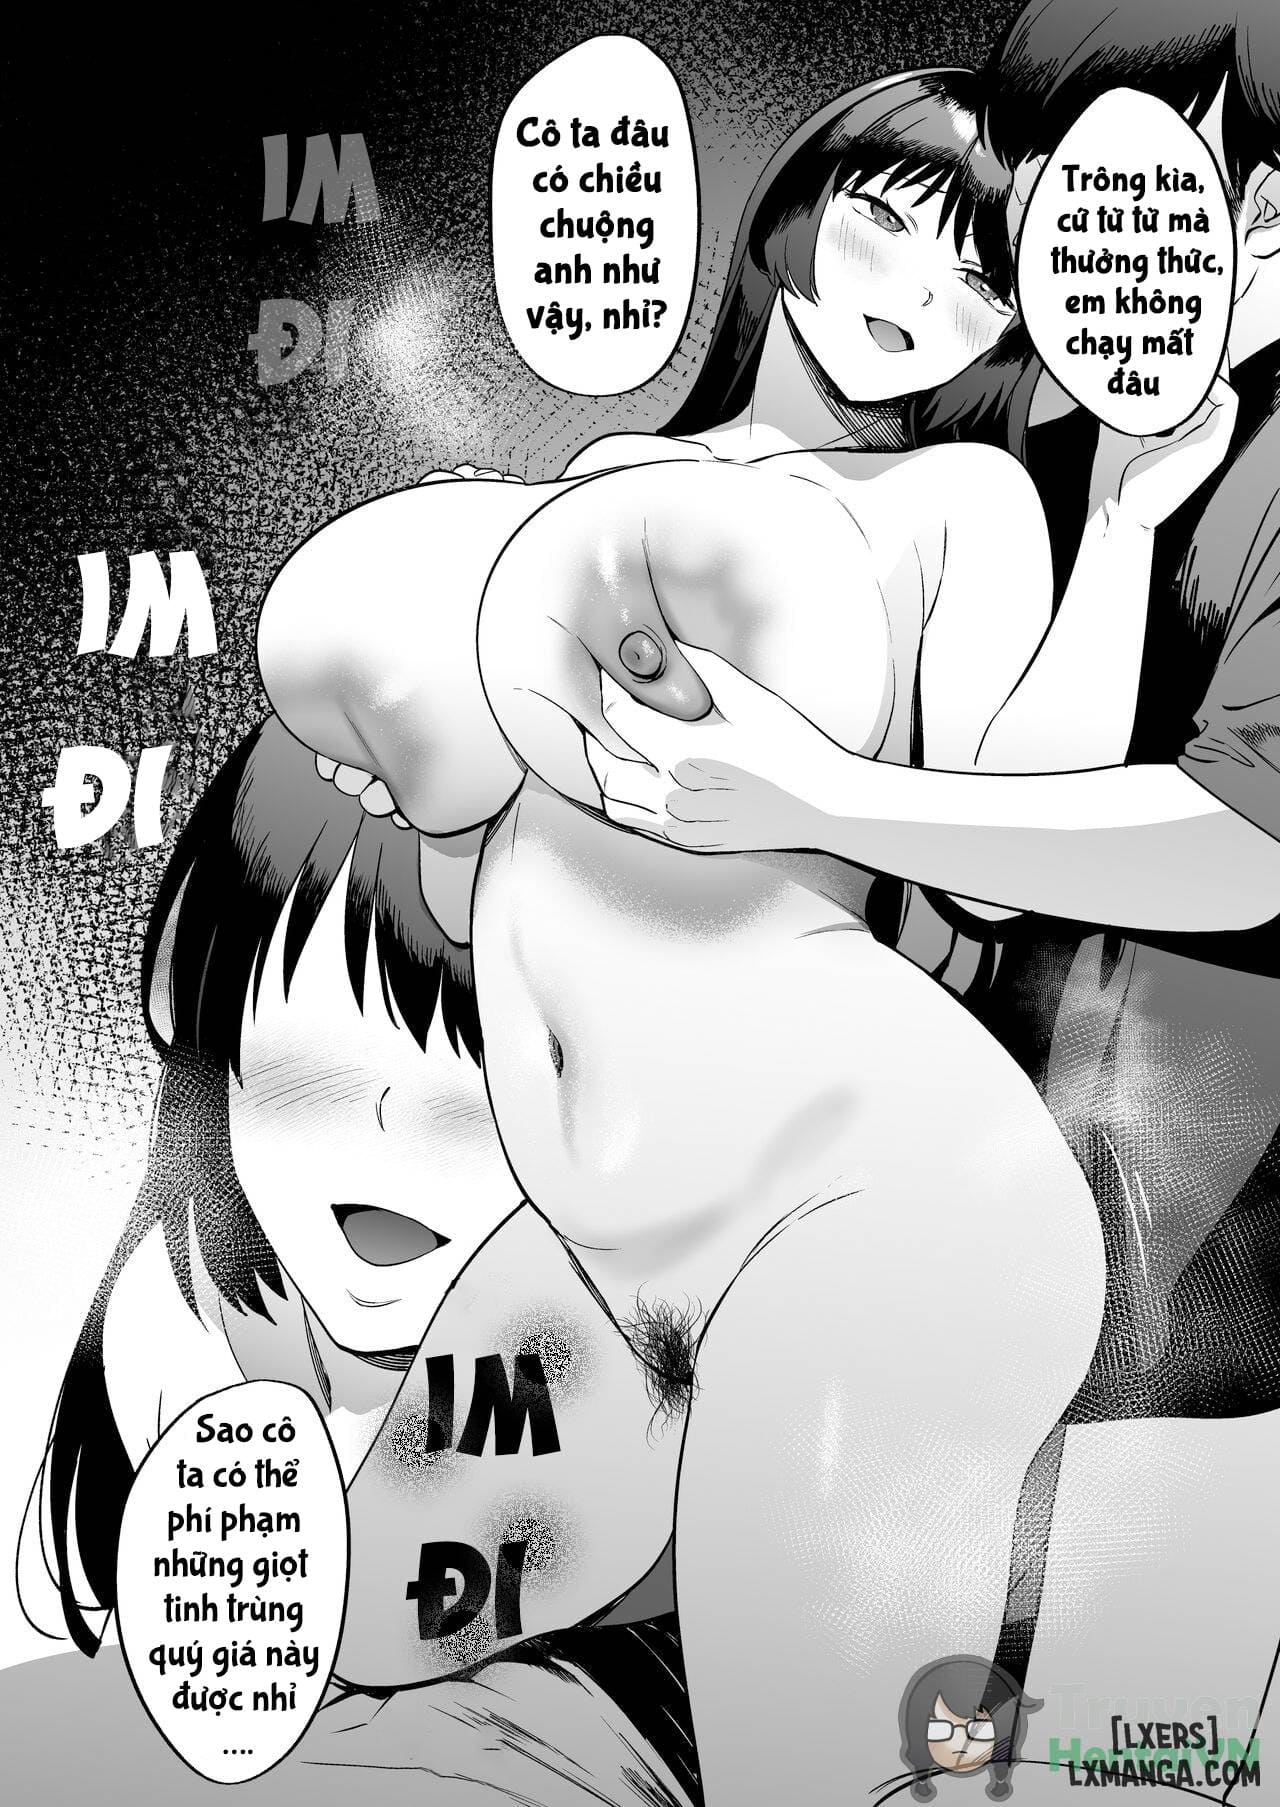 Trông kìa,
cứ từ từ mà
thưởng thức,
em không
chạy mất
đâu
Cô ta đâu
có chiều
chuộng
anh như
vậy, nhỉ?
IM
ĐI
IM
ĐI
IM
ĐI
Sao cô
ta có thể
phí phạm
những giọt
tinh trùng
quý giá này
được nhỉ
....
Truyen
HentaiVN
[LXERS]
LXMANGA.COM